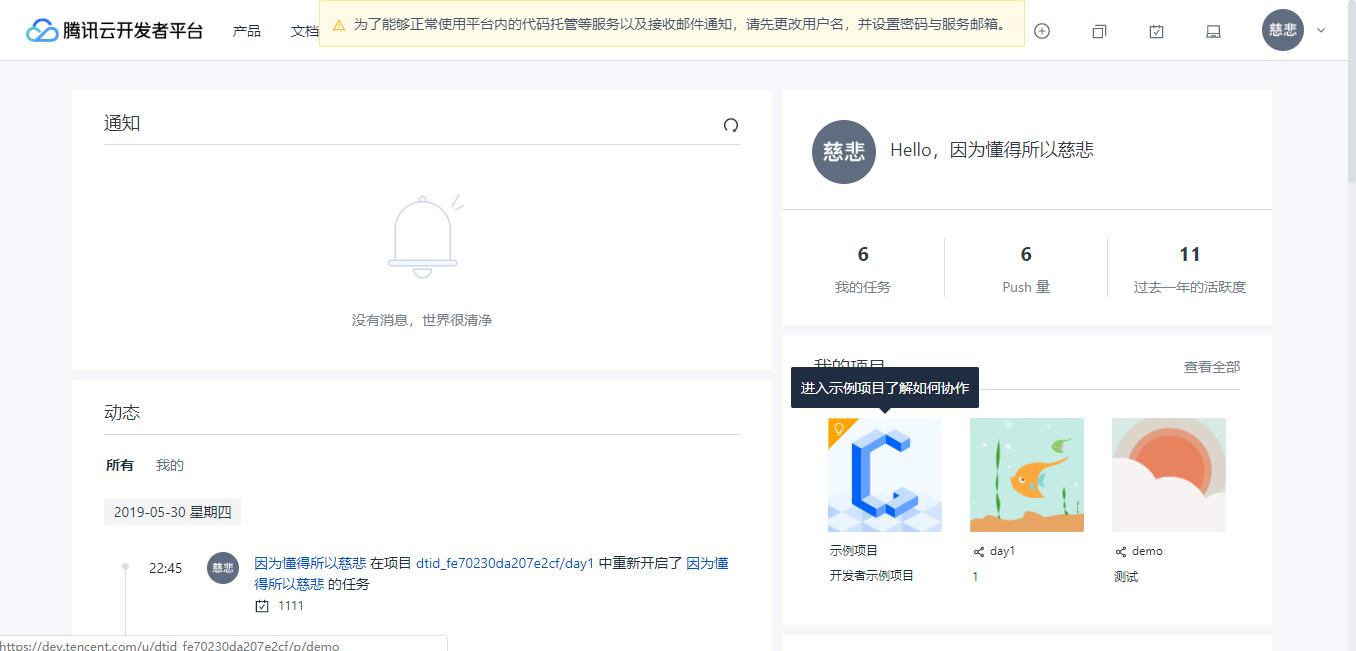 腾讯云开发者平台
产品
文档
为了能够正常使用平台内的代码托管等服务以及接收邮件通知，请先更改用户名，并设置密码与服务邮箱。
慈悲
通知
没有消息，世界很清净
慈悲
Hello，因为懂得所以慈悲
6
我的任务
6
Push 量
11
过去一年的活跃度
我的项目
查看全部
进入示例项目了解如何协作
示例项目
开发者示例项目
day1
1
demo
测试
动态
所有
我的
2019-05-30 星期四
22:45
慈悲
因为懂得所以慈悲 在项目 dtid_fe70230da207e2cf/day1 中重新开启了 因为懂
得所以慈悲 的任务
1111
https://dev.tencent.com/u/dtid_fe70230da207e2cf/p/demo